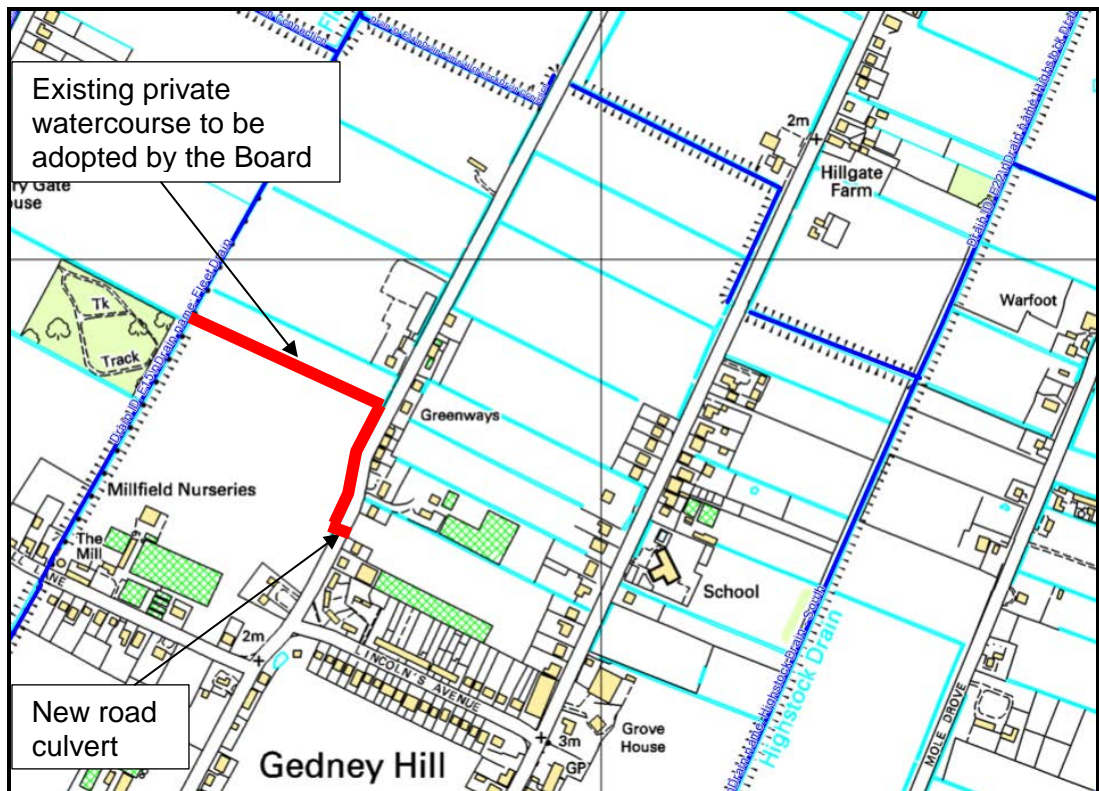 Existing private
watercourse to be
adopted by the Board
2m
Hillgate
Farm
Tk
Track
Warfoot
Greenways
Millfield Nurseries
The
Mill
LANE
School
2m
LINCOLN'S AVENUE
New road
culvert
Grove
House
3m
GP
Gedney Hill
Highstock Drain
MOLE DROVE